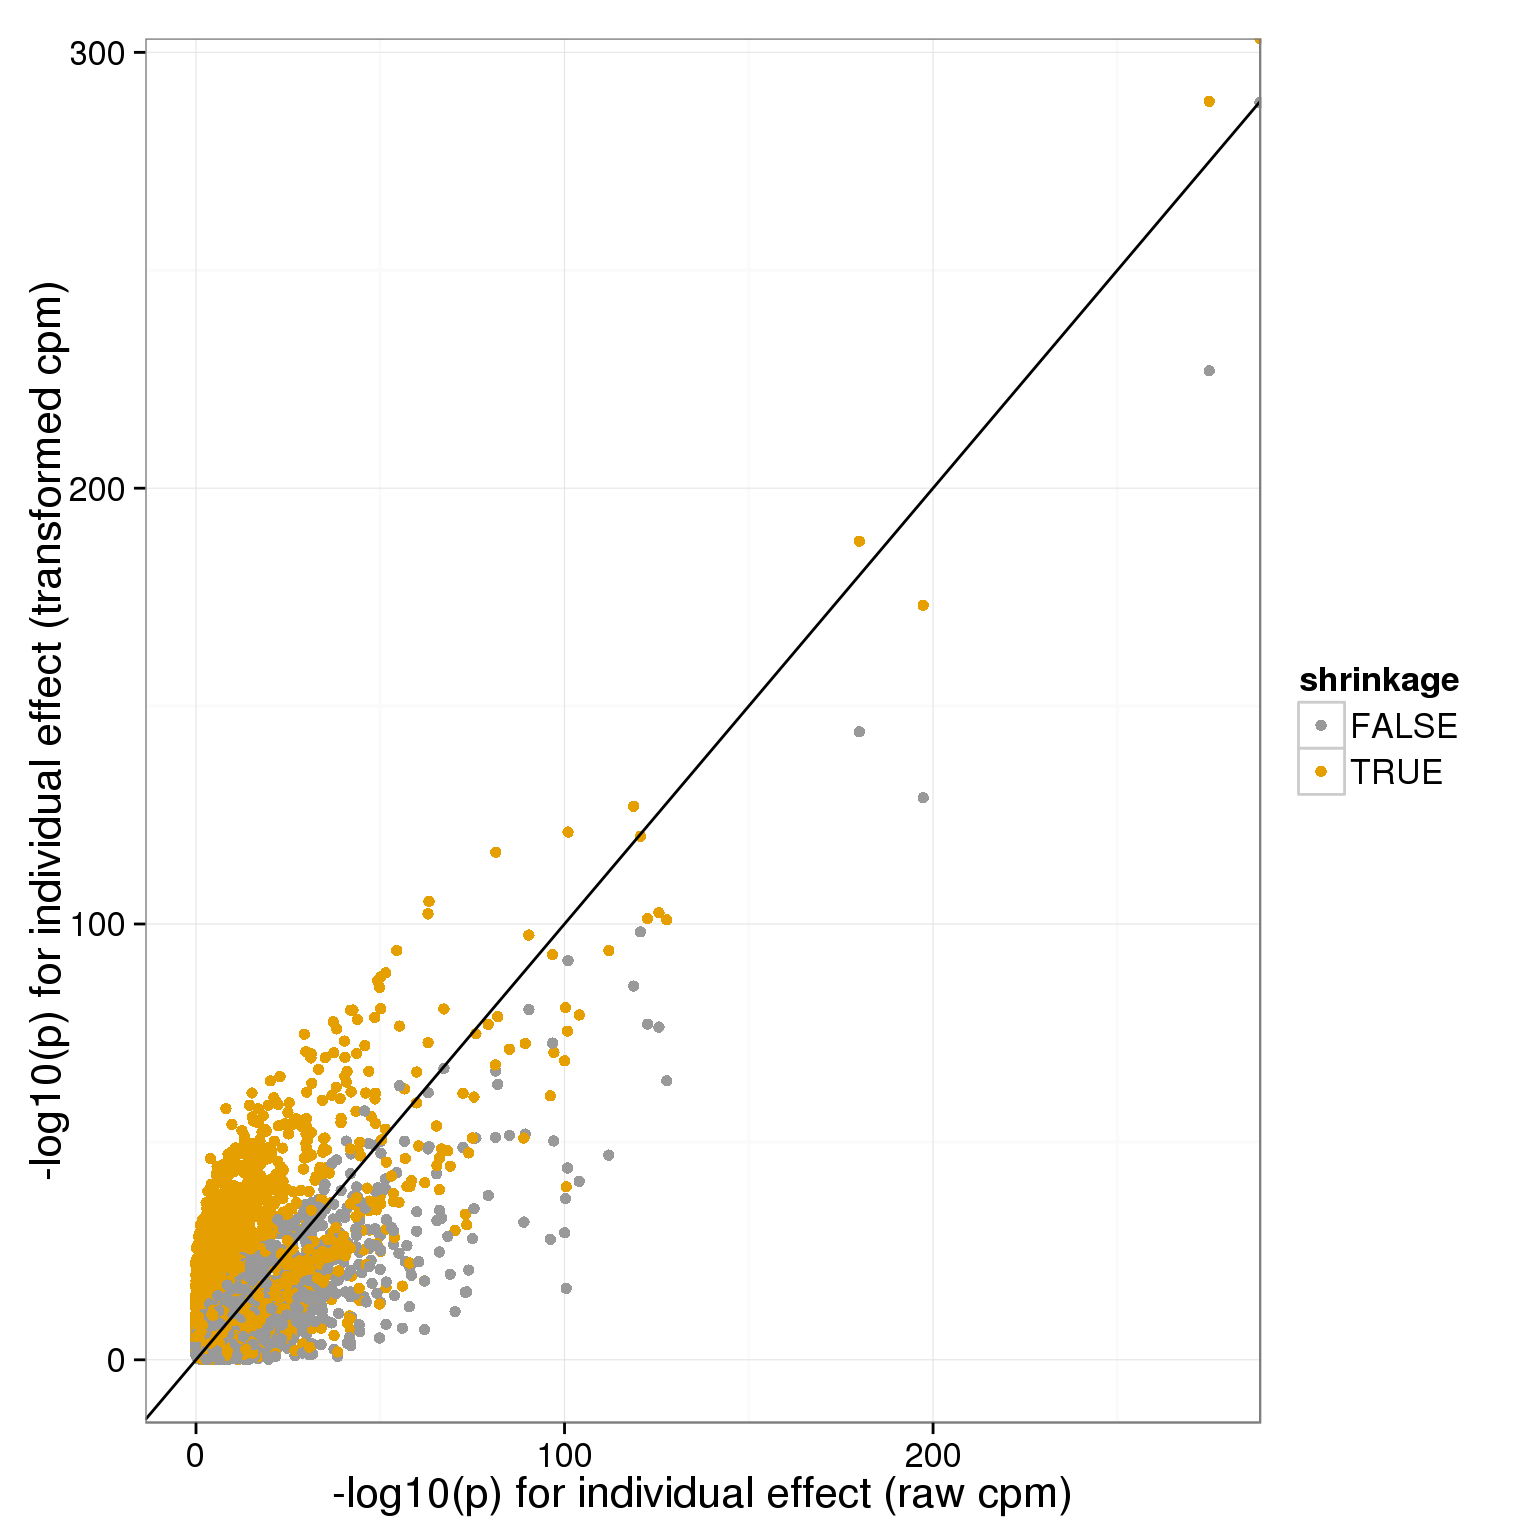 -log10(p) for individual effect (transformed cpm)
300
200
100
0
0 100 200
-log10(p) for individual effect (raw cpm)
shrinkage
FALSE
TRUE